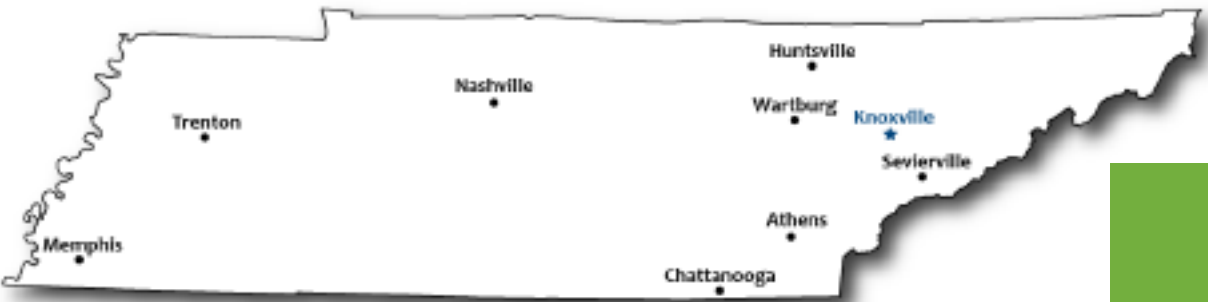 Huntsville
Nashville
Wartburg
Knoxville
Trenton
Sevierville
Athens
Memphis
Chattanooga